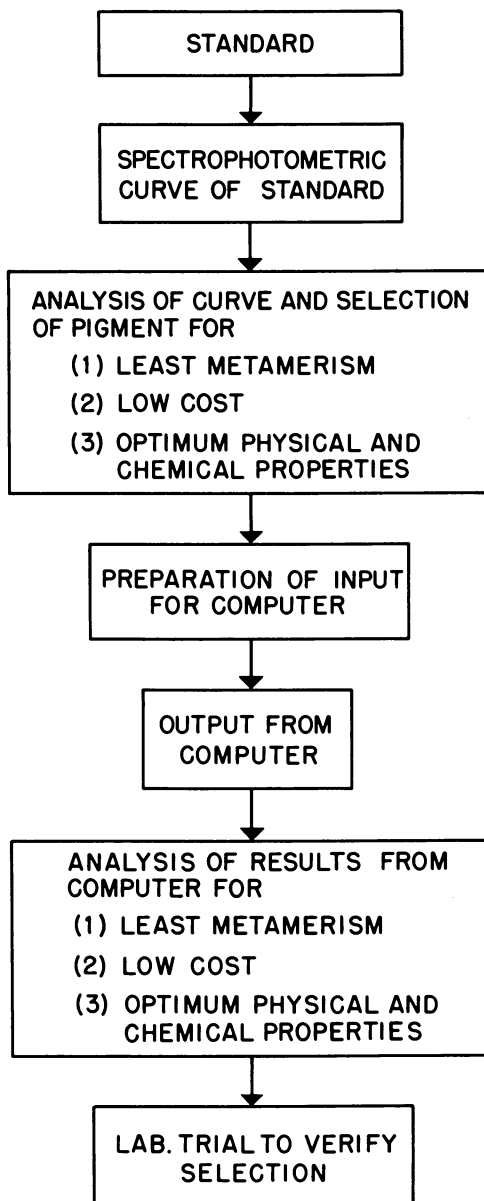 STANDARD
SPECTROPHOTOMETRIC
CURVE OF STANDARD
ANALYSIS OF CURVE AND SELECTION
OF PIGMENT FOR
(1) LEAST METAMERISM
(2) LOW COST
(3) OPTIMUM PHYSICAL AND
CHEMICAL PROPERTIES
PREPARATION OF INPUT
FOR COMPUTER
OUTPUT FROM
COMPUTER
ANALYSIS OF RESULTS FROM
COMPUTER FOR
(1) LEAST METAMERISM
(2) LOW COST
(3) OPTIMUM PHYSICAL AND
CHEMICAL PROPERTIES
LAB. TRIAL TO VERIFY
SELECTION